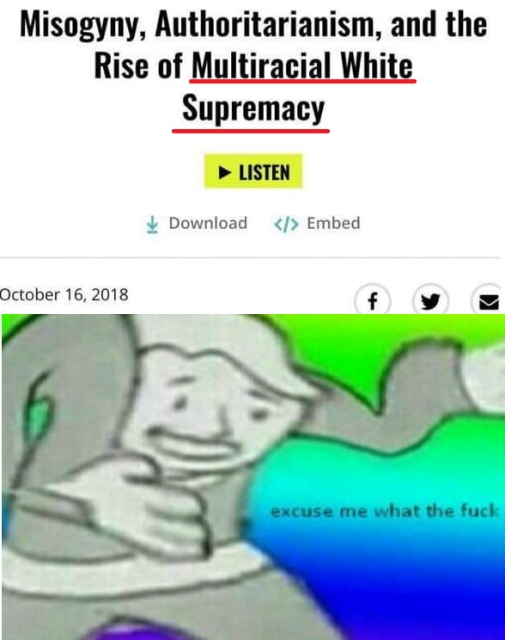 Misogyny, Authoritarianism, and the
Rise of Multiracial White
Supremacy
LISTEN
Download </> Embed
October 16, 2018
excuse me what the fuck